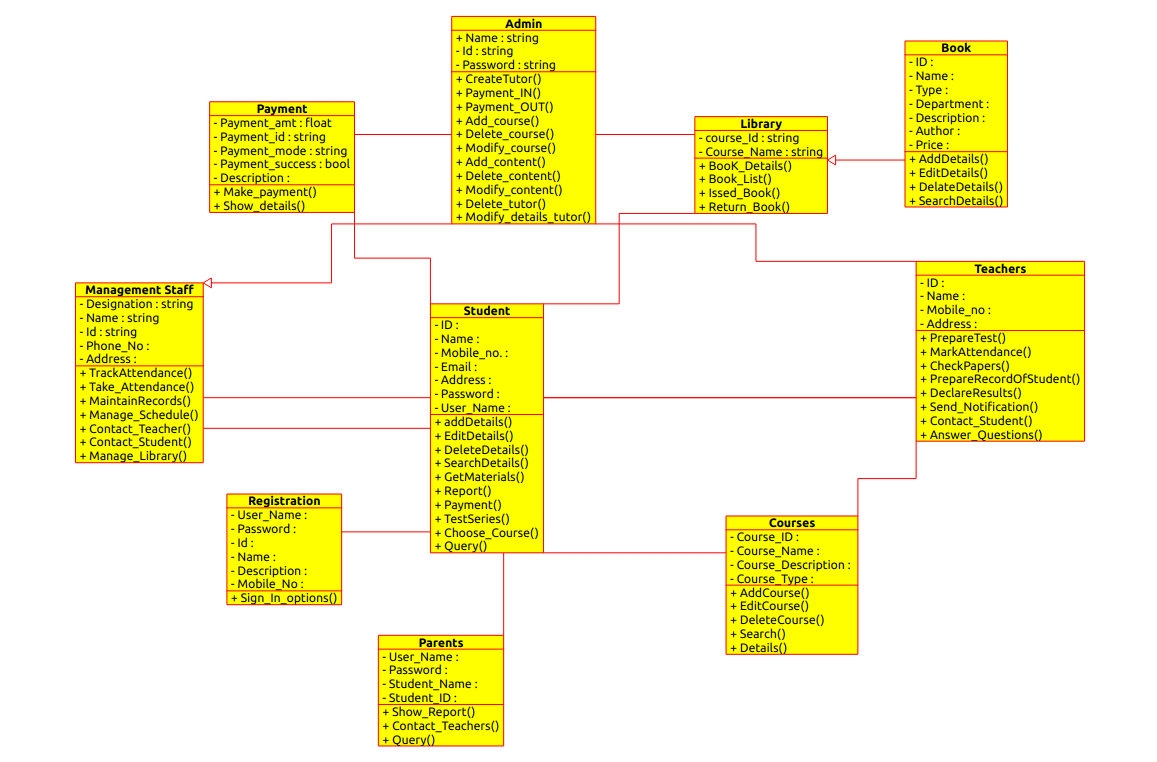 Admin
+ Name : string
- Id : string
- Password : string
+ CreateTutor()
+ Payment_IN()
+ Payment_OUT()
+ Add_course()
+ Delete_course()
+ Modify_course()
+ Add_content()
+ Delete_content()
+ Modify_content()
+ Delete_tutor()
+ Modify_details_tutor()
Book
- ID :
- Name :
- Type :
- Department :
- Description :
- Author :
- Price :
+ AddDetails()
+ EditDetails()
+ DelateDetails()
+ SearchDetails()
Payment
- Payment_amt : float
- Payment_id : string
- Payment_mode : string
- Payment_success : bool
- Description :
+ Make_payment()
+ Show_details()
Library
- course_Id : string
- Course_Name : string
+ BooK_Details()
+ Book_List()
+ Issed_Book()
+ Return_Book()
Management Staff
- Designation : string
- Name : string
- Id : string
- Phone_No :
- Address :
+ TrackAttendance()
+ Take_Attendance()
+ MaintainRecords()
+ Manage_Schedule()
+ Contact_Teacher()
+ Contact_Student()
+ Manage_Library()
Student
- ID :
- Name :
- Mobile_no. :
- Email :
- Address :
- Password :
- User_Name :
+ addDetails()
+ EditDetails()
+ DeleteDetails()
+ SearchDetails()
+ GetMaterials()
+ Report()
+ Payment()
+ TestSeries()
+ Choose_Course()
+ Query()
Teachers
- ID :
- Name :
- Mobile_no :
- Address :
+ PrepareTest()
+ MarkAttendance()
+ CheckPapers()
+ PrepareRecordOfStudent()
+ DeclareResults()
+ Send_Notification()
+ Contact_Student()
+ Answer_Questions()
Registration
- User_Name :
- Password :
- Id :
- Name :
- Description :
- Mobile_No :
+ Sign_In_options()
Courses
- Course_ID :
- Course_Name :
- Course_Description :
- Course_Type :
+ AddCourse()
+ EditCourse()
+ DeleteCourse()
+ Search()
+ Details()
Parents
- User_Name :
- Password :
- Student_Name :
- Student_ID :
+ Show_Report()
+ Contact_Teachers()
+ Query()